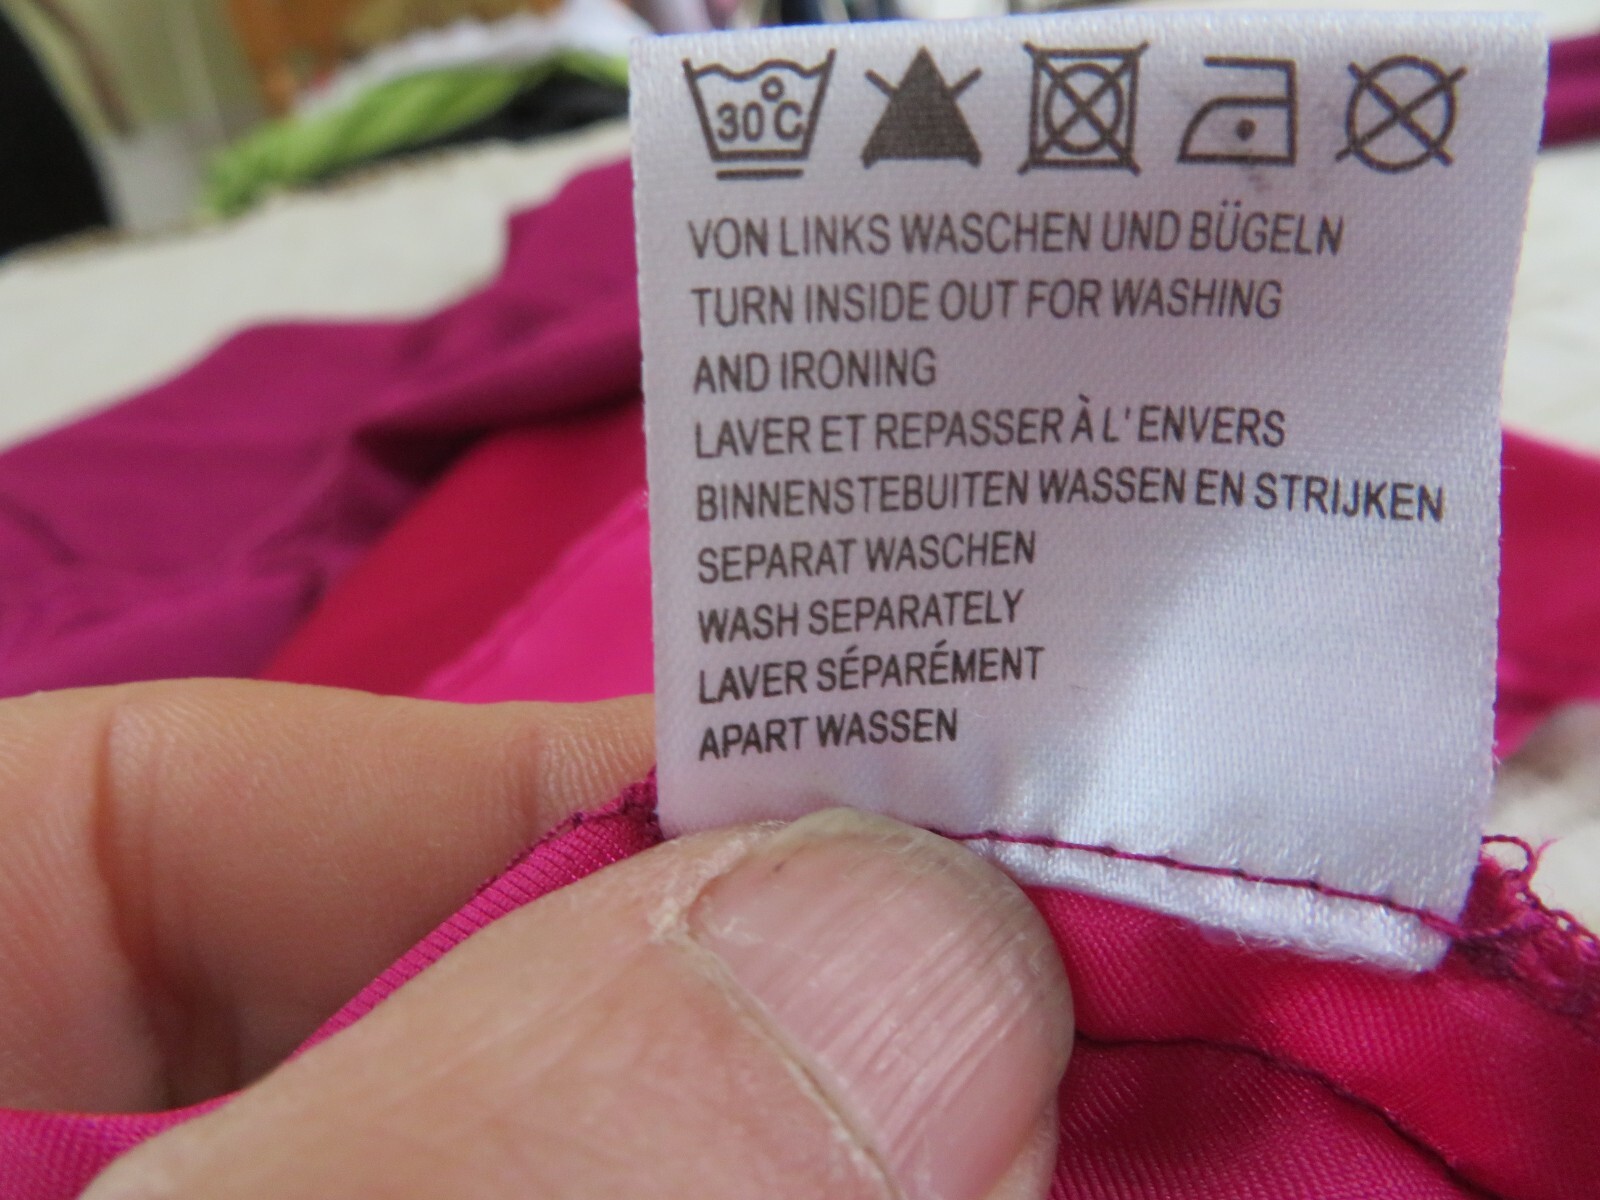 30°C
VON LINKS WASCHEN UND BÜGELN
TURN INSIDE OUT FOR WASHING
AND IRONING
LAVER ET REPASSER À L'ENVERS
BINNENSTEBUITEN WASSEN EN STRIJKEN
SEPARAT WASCHEN
WASH SEPARATELY
LAVER SÉPARÉMENT
APART WASSEN